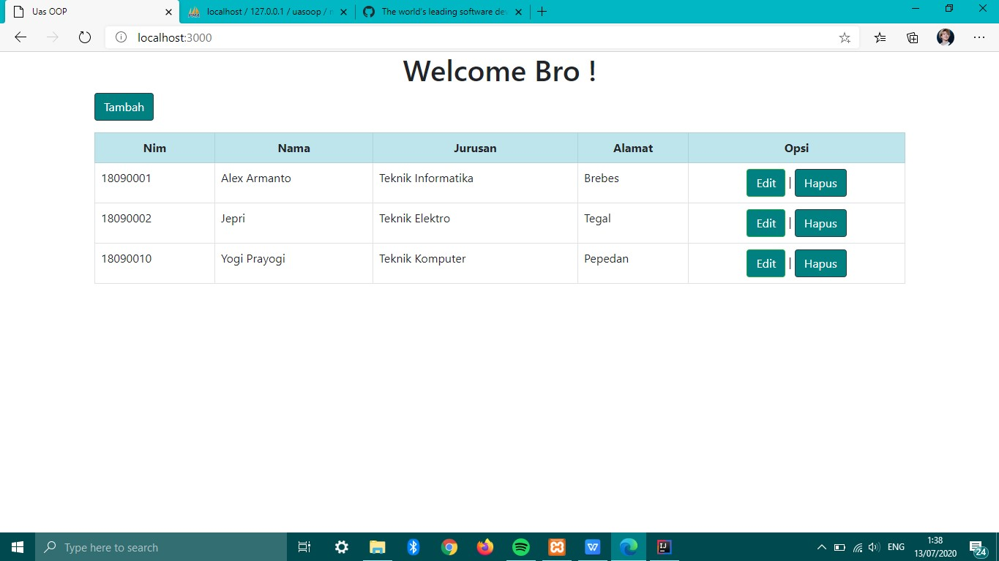 Uas OOP
localhost / 127.0.0.1 / uasoop /
The world's leading software dev
localhost:3000
Welcome Bro !
Tambah
Nim Nama Jurusan Alamat Opsi
18090001 Alex Armanto Teknik Informatika Brebes Edit | Hapus
18090002 Jepri Teknik Elektro Tegal Edit | Hapus
18090010 Yogi Prayogi Teknik Komputer Pepedan Edit | Hapus
Type here to search
ENG
1:38
13/07/2020
24